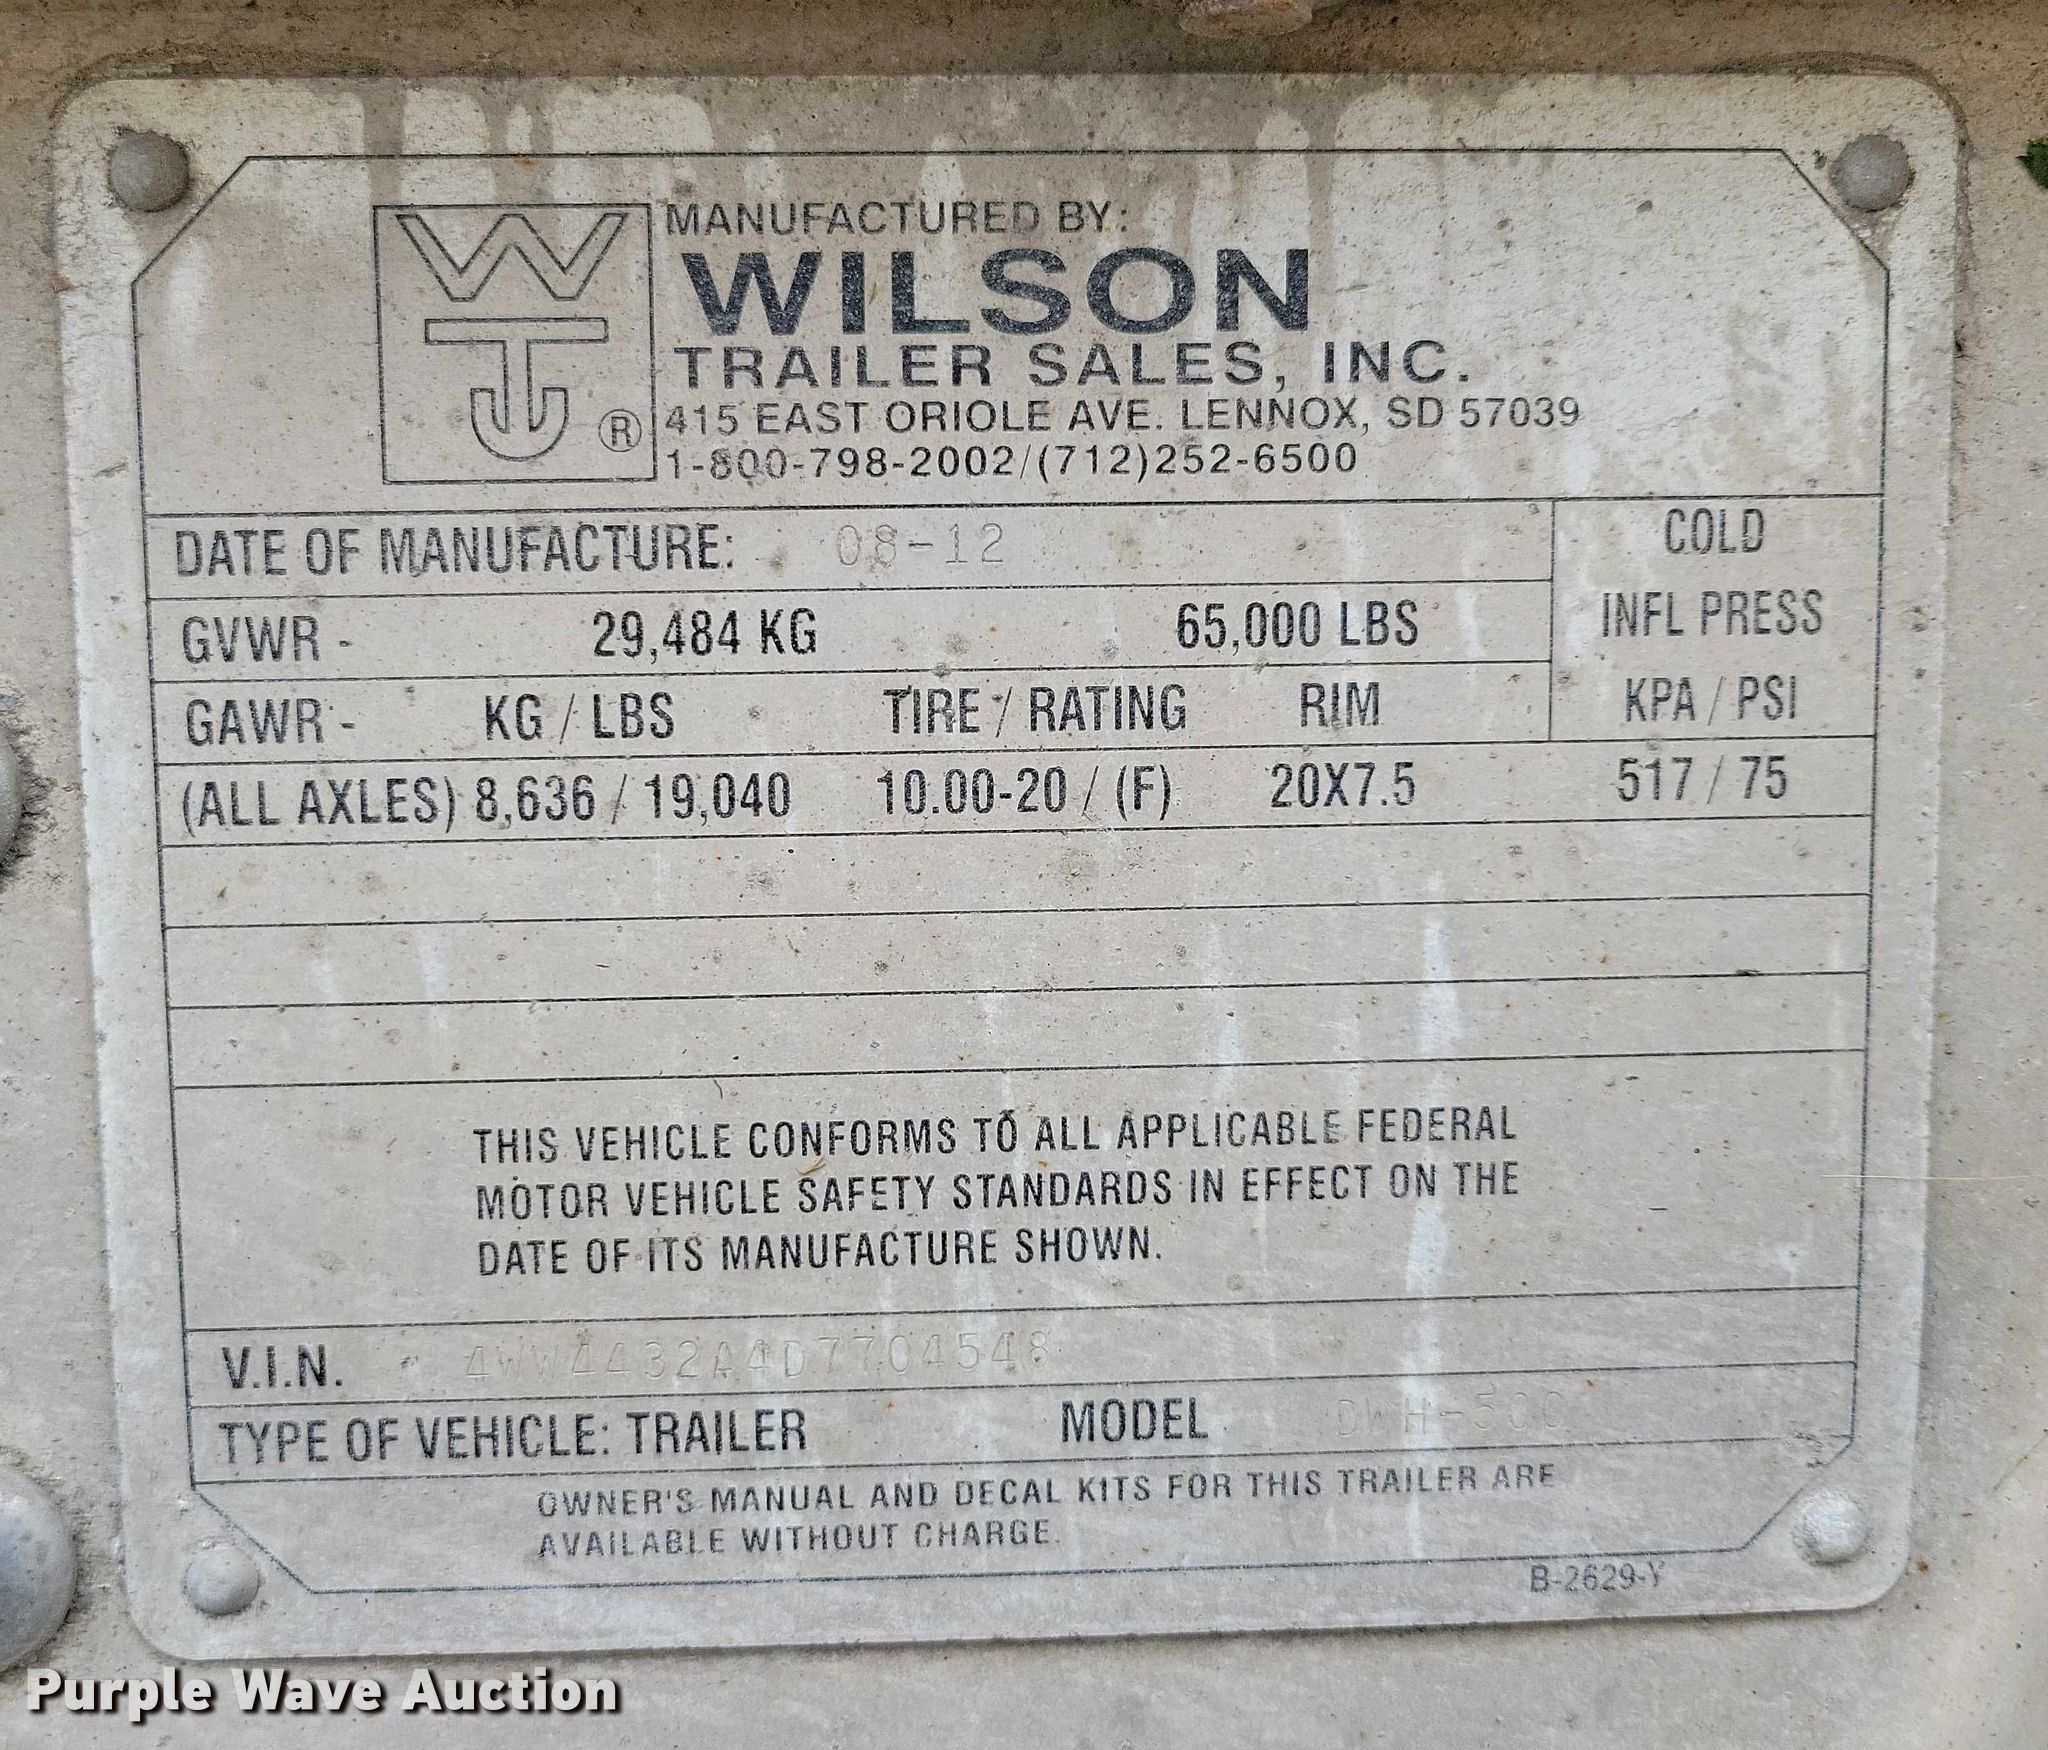 MANUFACTURED BY:
WILSON
TRAILER SALES, INC.
WTJ ®
415 EAST ORIOLE AVE. LENNOX, SD 57039
1-800-798-2002/(712)252-6500
DATE OF MANUFACTURE: 08-12
COLD
INFL PRESS
KPA / PSI
GVWR - 29,484 KG 65,000 LBS
GAWR - KG / LBS TIRE / RATING RIM
(ALL AXLES) 8,636 / 19,040 10.00-20 / (F) 20X7.5 517 / 75
THIS VEHICLE CONFORMS TO ALL APPLICABLE FEDERAL
MOTOR VEHICLE SAFETY STANDARDS IN EFFECT ON THE
DATE OF ITS MANUFACTURE SHOWN.
V.I.N. 4WW4432A4D7704548
TYPE OF VEHICLE: TRAILER MODEL DWH-500
OWNER'S MANUAL AND DECAL KITS FOR THIS TRAILER ARE
AVAILABLE WITHOUT CHARGE.
B-2629-Y
Purple Wave Auction